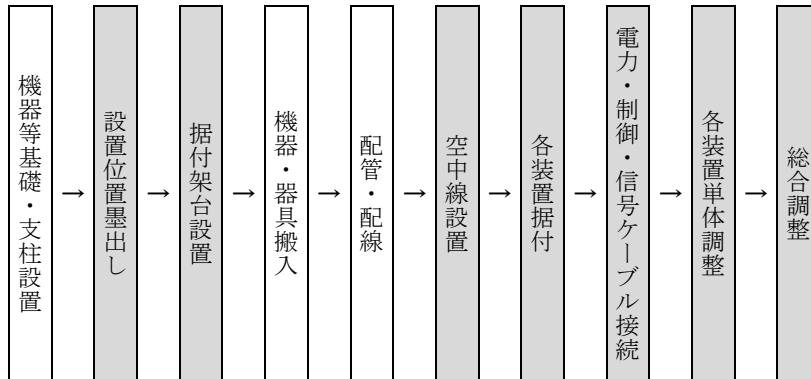 機器等基礎・支柱設置
→
設置位置墨出し
→
据付架台設置
→
機器・器具搬入
→
配管・配線
→
空中線設置
→
各装置据付
→
電力・制御・信号ケーブル接続
→
各装置単体調整
→
総合調整